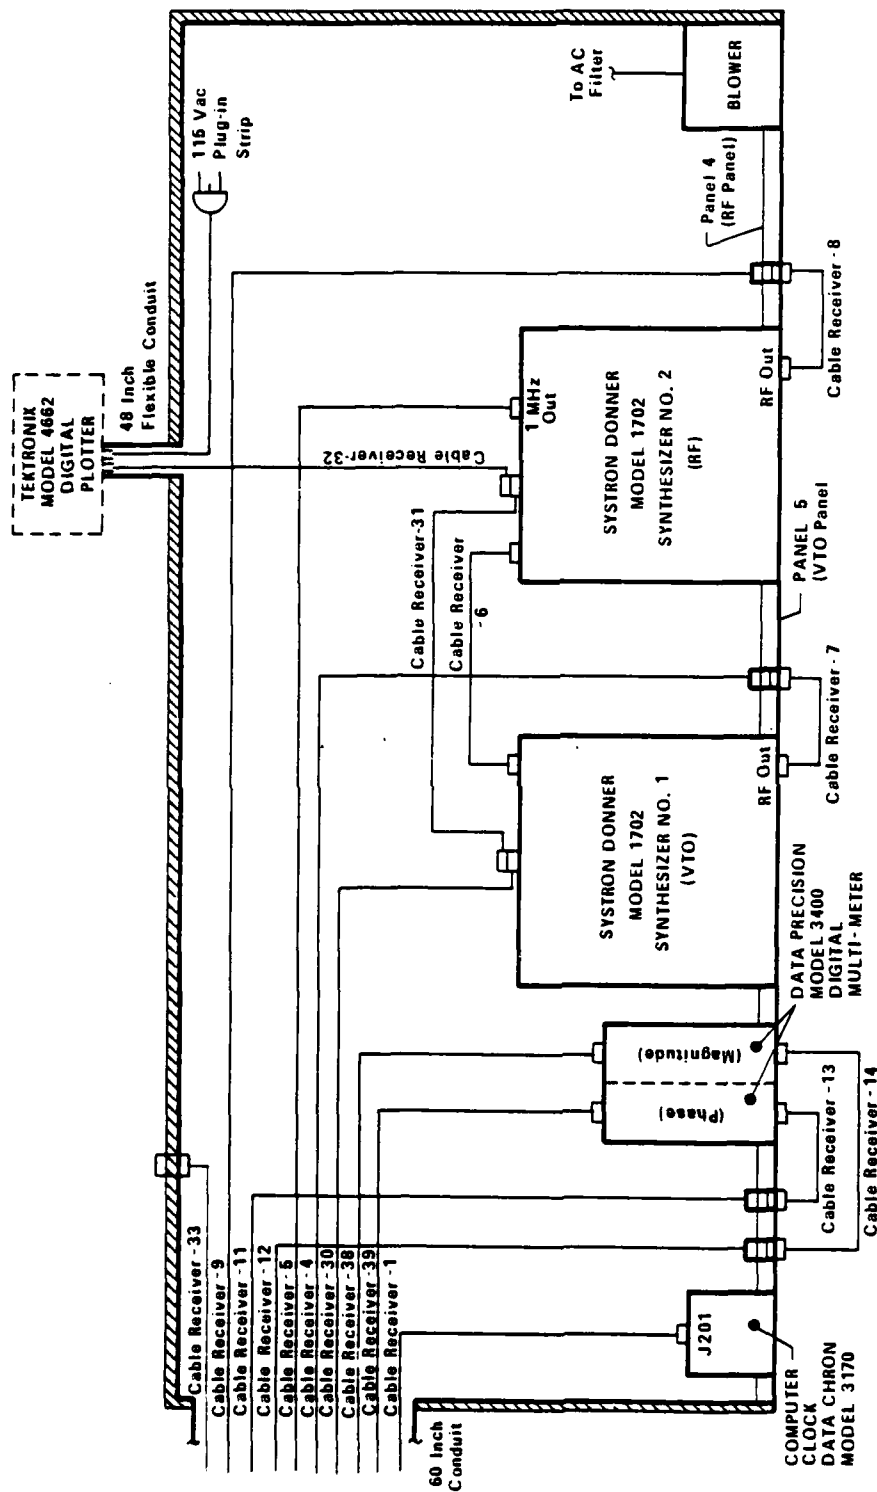 TEKTRONIX
MODEL 4662
DIGITAL
PLOTTER
48 Inch
Flexible Conduit
115 Vac
Plug-in
Strip
To AC
Filter
BLOWER
Panel 4
(RF Panel)
Cable Receiver-8
1 MHz
Out
SYSTRON DONNER
MODEL 1702
SYNTHESIZER NO. 2
(RF)
RF Out
Cable Receiver-32
Cable Receiver-31
Cable Receiver
-6
PANEL 5
(VTO Panel
Cable Receiver-7
SYSTRON DONNER
MODEL 1702
SYNTHESIZER NO. 1
(VTO)
RF Out
DATA PRECISION
MODEL 3400
DIGITAL
MULTI-METER
(Magnitude)
(Phase)
Cable Receiver-13
Cable Receiver-14
Cable Receiver-33
Cable Receiver-9
Cable Receiver-11
Cable Receiver-12
Cable Receiver-5
Cable Receiver-4
Cable Receiver-30
Cable Receiver-38
Cable Receiver-39
Cable Receiver-1
60 Inch
Conduit
J201
COMPUTER
CLOCK
DATA CHRON
MODEL 3170